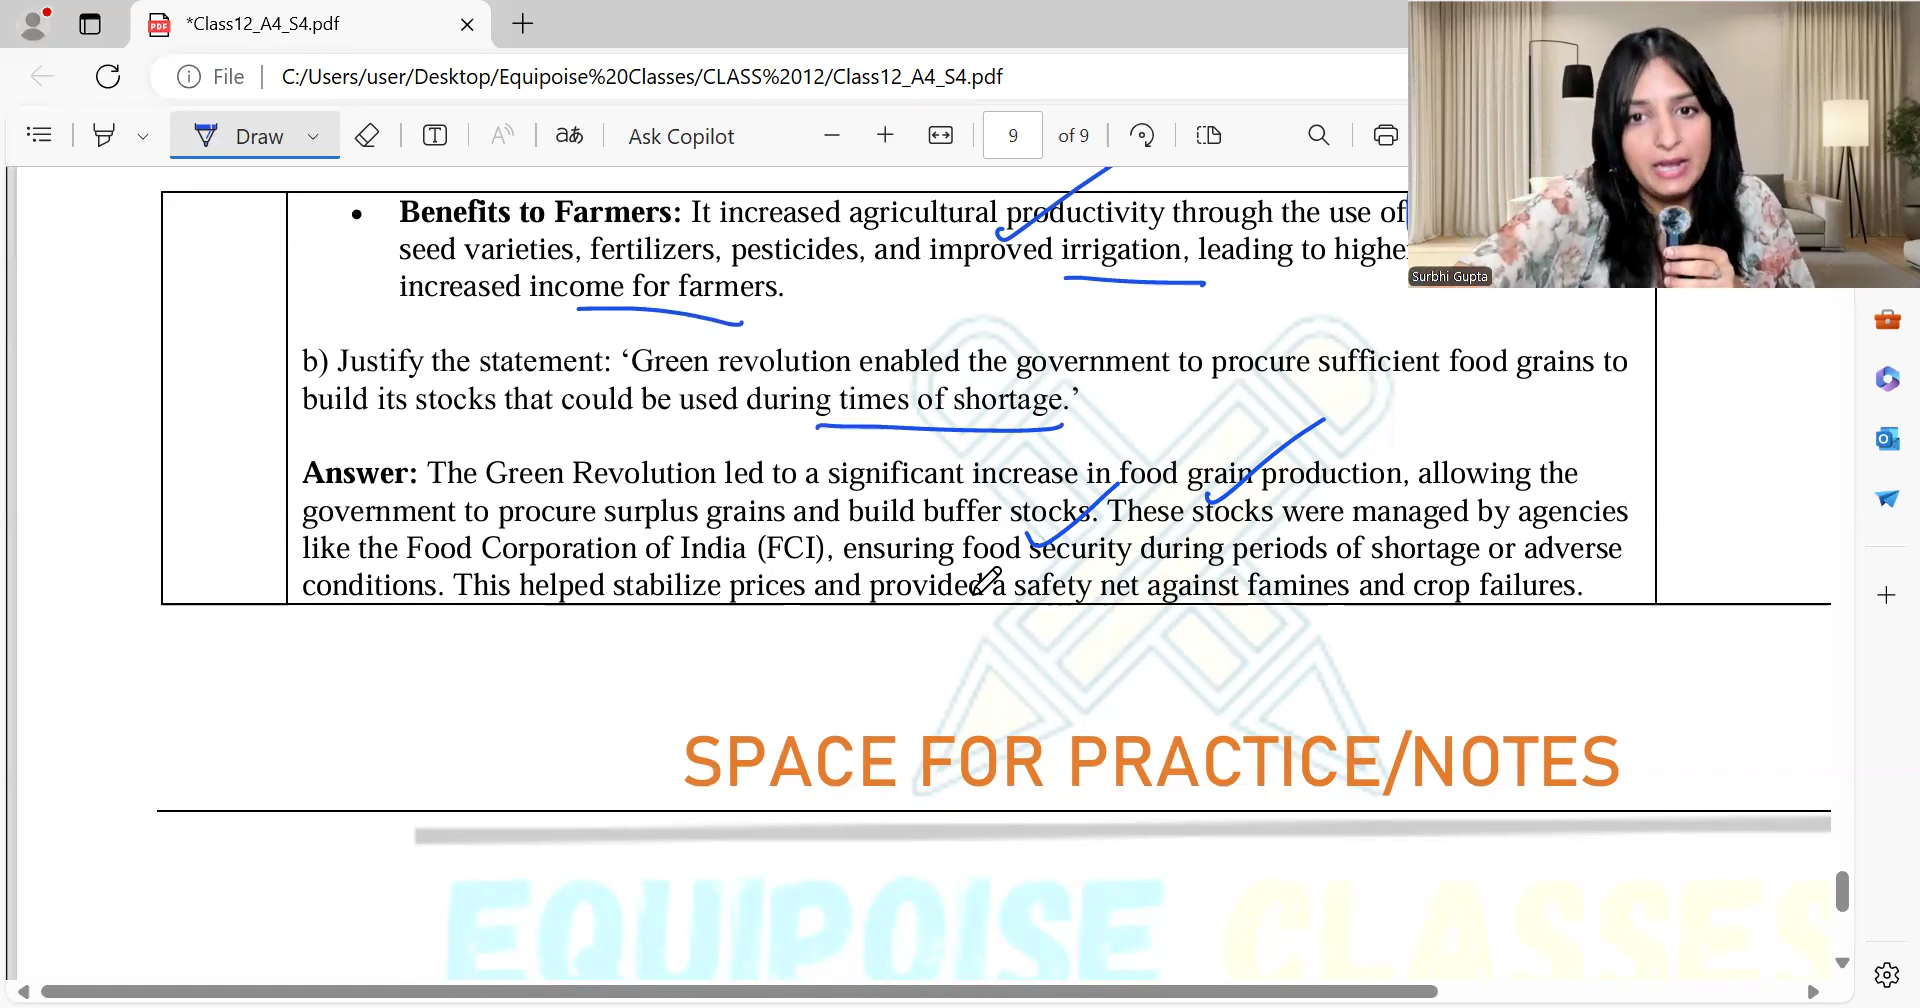 *Class12_A4_S4.pdf
File
C:/Users/user/Desktop/Equipoise%20Classes/CLASS%2012/Class12_A4_S4.pdf
Draw
Ask Copilot
9 of 9
Surbhi Gupta
• Benefits to Farmers: It increased agricultural productivity through the use of
seed varieties, fertilizers, pesticides, and improved irrigation, leading to highe
increased income for farmers.
b) Justify the statement: ‘Green revolution enabled the government to procure sufficient food grains to
build its stocks that could be used during times of shortage.’
Answer: The Green Revolution led to a significant increase in food grain production, allowing the
government to procure surplus grains and build buffer stocks. These stocks were managed by agencies
like the Food Corporation of India (FCI), ensuring food security during periods of shortage or adverse
conditions. This helped stabilize prices and provided a safety net against famines and crop failures.
SPACE FOR PRACTICE/NOTES
EQUIPOISE CLASSES